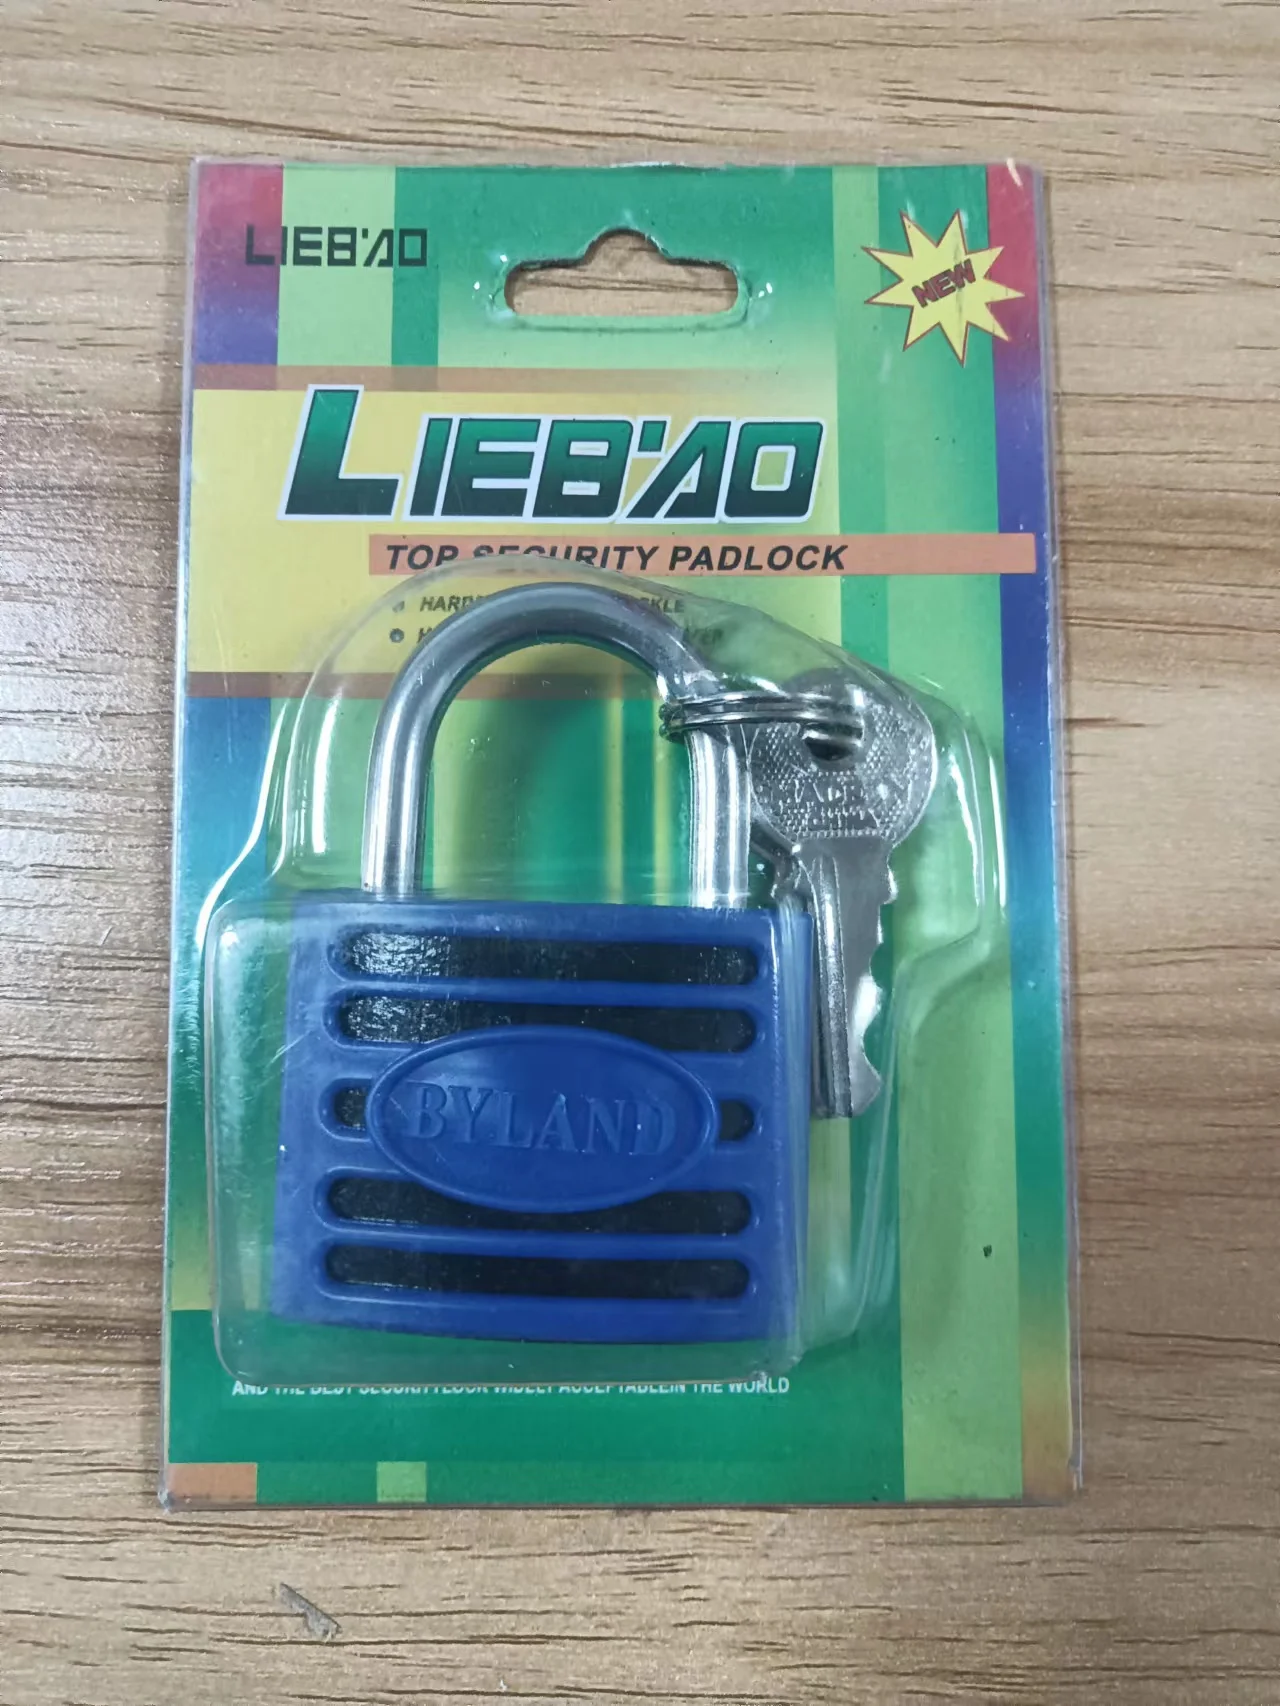 LIEB'AO
NEW
LIEB'AO
TOP SECURITY PADLOCK
BYLAND
AND THE BEST SECURITYLOCK WIDELY ACCEPTABLEIN THE WORLD